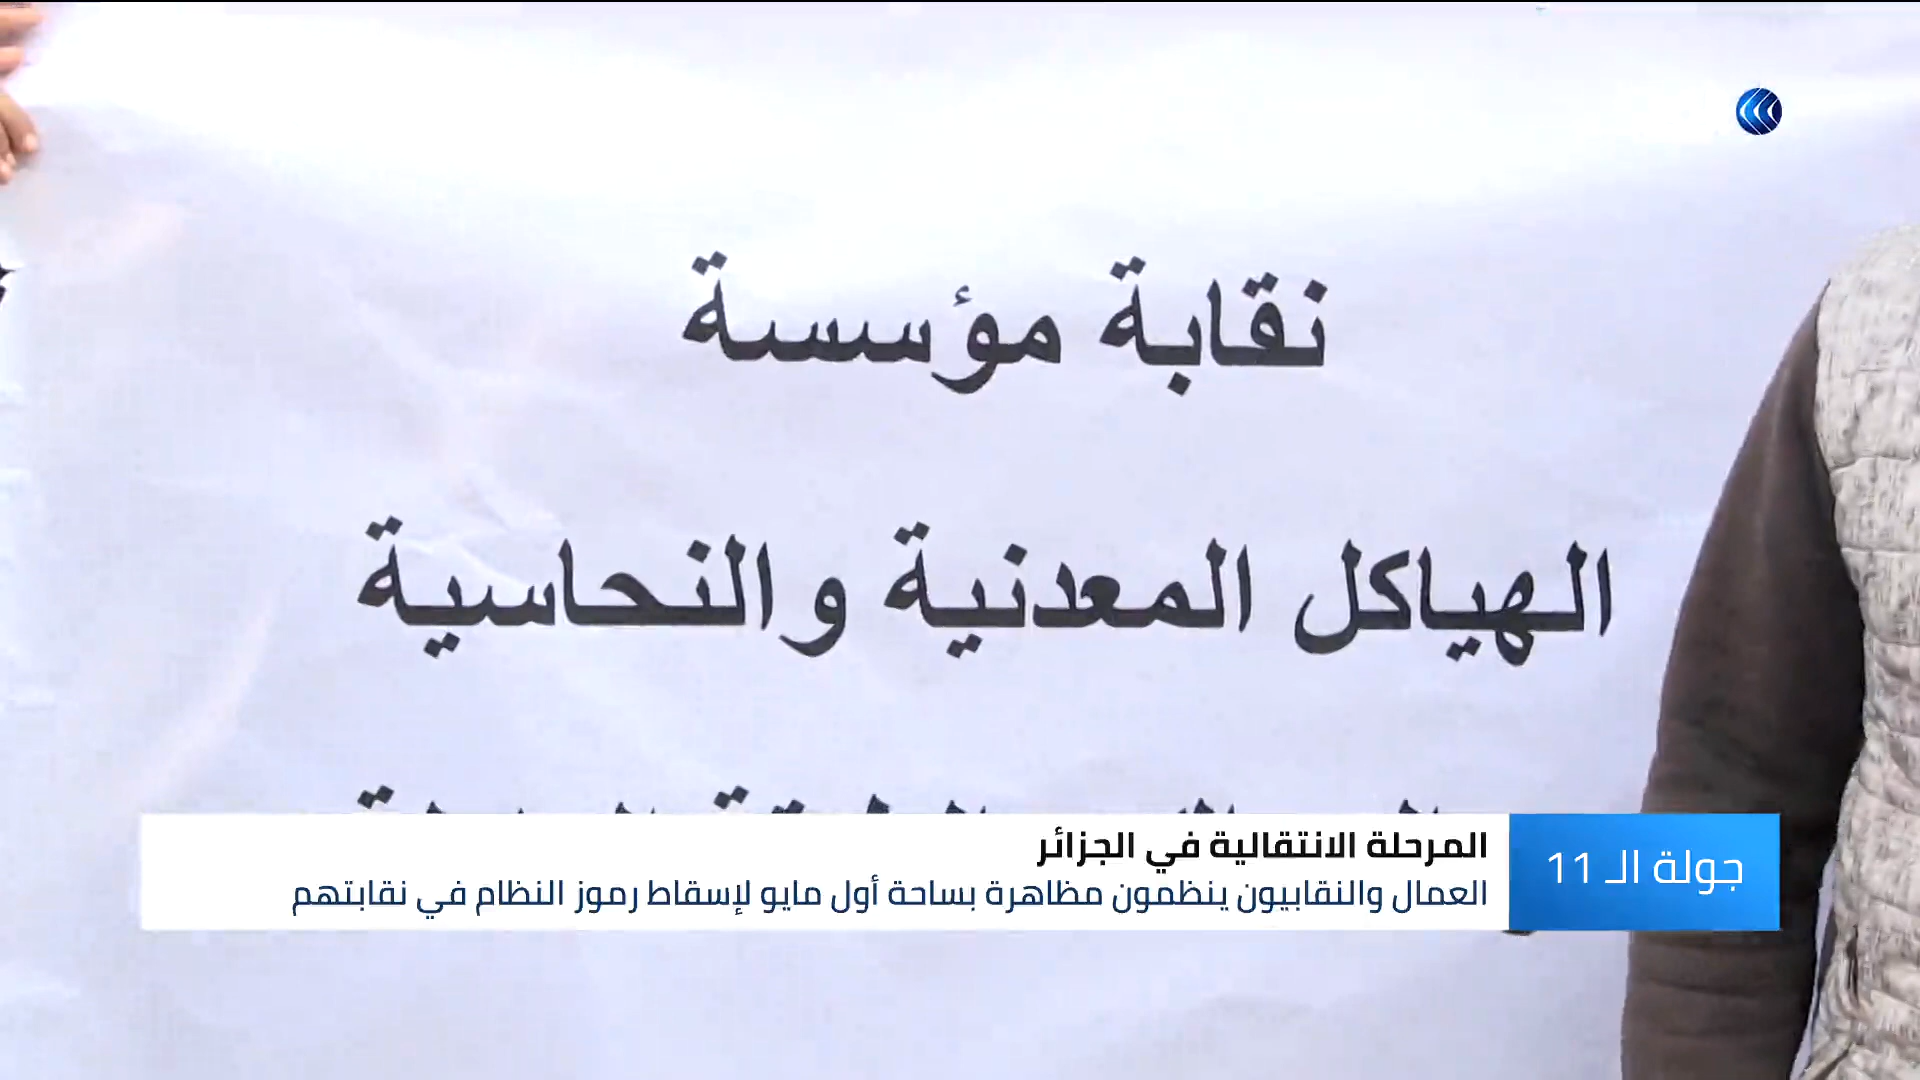 نقابة مؤسسة
الهياكل المعدنية والنحاسية
جولة الـ 11
المرحلة الانتقالية في الجزائر
العمال والنقابيون ينظمون مظاهرة بساحة أول مايو لإسقاط رموز النظام في نقابتهم